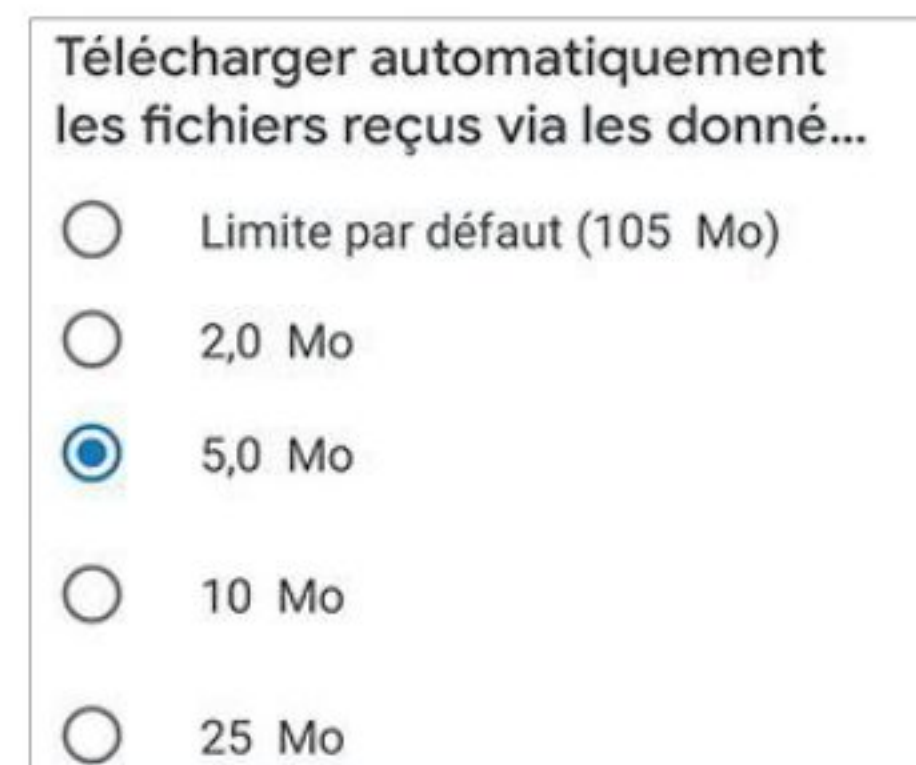 Télécharger automatiquement
les fichiers reçus via les donné...
Limite par défaut (105 Mo)
2,0 Mo
5,0 Mo
10 Mo
25 Mo